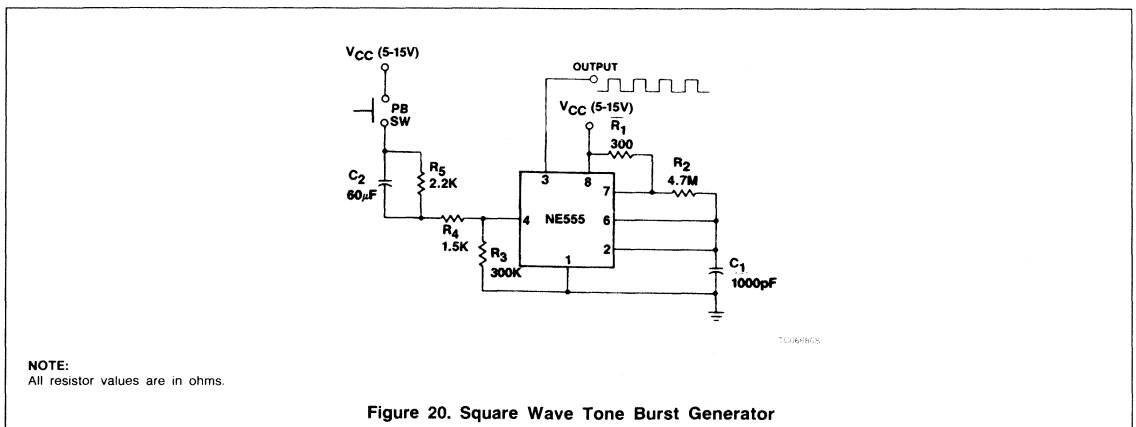 VCC (5-15V)
PB
SW
C2
60μF
R5
2.2K
R4
1.5K
R3
300K
OUTPUT
VCC (5-15V)
R1
300
R2
4.7M
3
8
7
4
NE555
6
2
1
C1
1000pF
NOTE:
All resistor values are in ohms.
Figure 20. Square Wave Tone Burst Generator